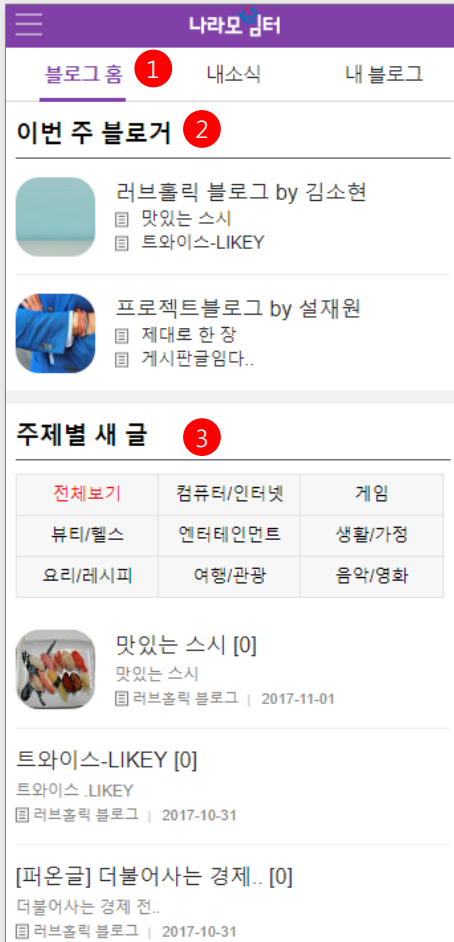 나라모 임터
블로그 홈 1 내소식 내 블로그
이번 주 블로거 2
러브홀릭 블로그 by 김소현
맛있는 스시
트와이스-LIKEY
프로젝트블로그 by 설재원
제대로 한 장
게시판글임다..
주제별 새 글 3
전체보기 컴퓨터/인터넷 게임
뷰티/헬스 엔터테인먼트 생활/가정
요리/레시피 여행/관광 음악/영화
맛있는 스시 [0]
맛있는 스시
러브홀릭 블로그 | 2017-11-01
트와이스-LIKEY [0]
트와이스 .LIKEY
러브홀릭 블로그 | 2017-10-31
[퍼온글] 더불어사는 경제.. [0]
더불어사는 경제 전..
러브홀릭 블로그 | 2017-10-31